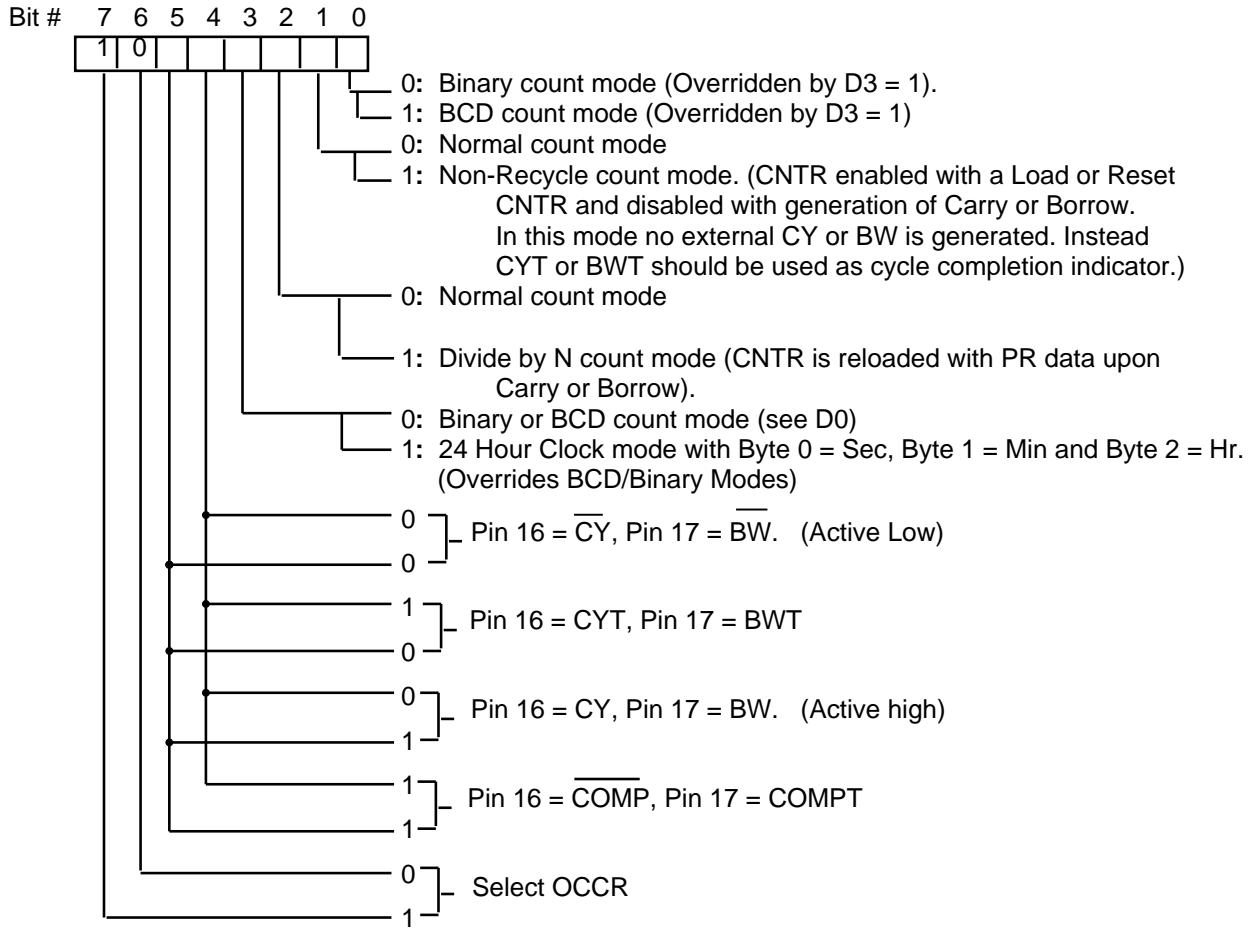 Bit # 7 6 5 4 3 2 1 0
1 0
0: Binary count mode (Overridden by D3 = 1).
1: BCD count mode (Overridden by D3 = 1)
0: Normal count mode
1: Non-Recycle count mode. (CNTR enabled with a Load or Reset
CNTR and disabled with generation of Carry or Borrow.
In this mode no external CY or BW is generated. Instead
CYT or BWT should be used as cycle completion indicator.)
0: Normal count mode
1: Divide by N count mode (CNTR is reloaded with PR data upon
Carry or Borrow).
0: Binary or BCD count mode (see D0)
1: 24 Hour Clock mode with Byte 0 = Sec, Byte 1 = Min and Byte 2 = Hr.
(Overrides BCD/Binary Modes)
0
Pin 16 = C̅Y̅, Pin 17 = B̅W̅. (Active Low)
0
1
Pin 16 = CYT, Pin 17 = BWT
0
0
Pin 16 = CY, Pin 17 = BW. (Active high)
1
1
Pin 16 = C̅O̅M̅P̅, Pin 17 = COMPT
1
0
Select OCCR
1